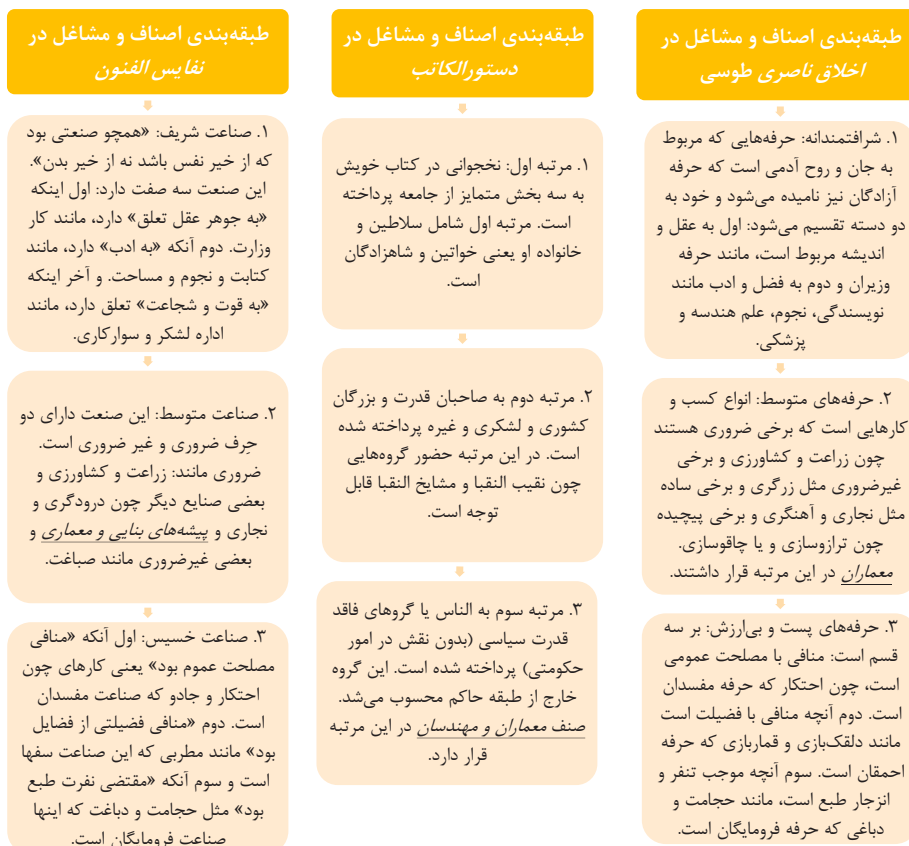 طبقه‌بندی اصناف و مشاغل در
اخلاق ناصری طوسی
۱. شرافتمندانه: حرفه‌هایی که مربوط
به جان و روح آدمی است که حرفه
آزادگان نیز نامیده می‌شود و خود به
دو دسته تقسیم می‌شود: اول به عقل و
اندیشه مربوط است، مانند حرفه
وزیران و دوم به فضل و ادب مانند
نویسندگی، نجوم، علم هندسه و
پزشکی.
۲. حرفه‌های متوسط: انواع کسب و
کارهایی است که برخی ضروری هستند
چون زراعت و کشاورزی و برخی
غیرضروری مثل زرگری و برخی ساده
مثل نجاری و آهنگری و برخی پیچیده
چون ترازوسازی و یا چاقوسازی.
معماران در این مرتبه قرار داشتند.
۳. حرفه‌های پست و بی‌ارزش: بر سه
قسم است: منافی با مصلحت عمومی
است، چون احتکار که حرفه مفسدان
است. دوم آنچه منافی با فضیلت است
مانند دلقک‌بازی و قماربازی که حرفه
احمقان است. سوم آنچه موجب تنفر و
انزجار طبع است، مانند حجامت و
دباغی که حرفه فرومایگان است.
طبقه‌بندی اصناف و مشاغل در
دستورالکاتب
۱. مرتبه اول: نخجوانی در کتاب خویش
به سه بخش متمایز از جامعه پرداخته
است. مرتبه اول شامل سلاطین و
خانواده او یعنی خواتین و شاهزادگان
است.
۲. مرتبه دوم به صاحبان قدرت و بزرگان
کشوری و لشکری و غیره پرداخته شده
است. در این مرتبه حضور گروه‌هایی
چون نقیب النقبا و مشایخ النقبا قابل
توجه است.
۳. مرتبه سوم به الناس یا گروهای فاقد
قدرت سیاسی (بدون نقش در امور
حکومتی) پرداخته شده است. این گروه
خارج از طبقه حاکم محسوب می‌شد.
صنف معماران و مهندسان در این مرتبه
قرار دارد.
طبقه‌بندی اصناف و مشاغل در
نفایس الفنون
۱. صناعت شریف: «همچو صنعتی بود
که از خیر نفس باشد نه از خیر بدن».
این صنعت سه صفت دارد: اول اینکه
«به جوهر عقل تعلق» دارد، مانند کار
وزارت. دوم آنکه «به ادب» دارد، مانند
کتابت و نجوم و مساحت. و آخر اینکه
«به قوت و شجاعت» تعلق دارد، مانند
اداره لشکر و سوارکاری.
۲. صناعت متوسط: این صنعت دارای دو
حِرف ضروری و غیر ضروری است.
ضروری مانند: زراعت و کشاورزی و
بعضی صنایع دیگر چون درودگری و
نجاری و پیشه‌های بنایی و معماری و
بعضی غیرضروری مانند صباغت.
۳. صناعت خسیس: اول آنکه «منافی
مصلحت عموم بود» یعنی کارهای چون
احتکار و جادو که صناعت مفسدان
است. دوم «منافی فضیلتی از فضایل
بود» مانند مطربی که این صناعت سفها
است و سوم آنکه «مقتضی نفرت طبع
بود» مثل حجامت و دباغت که اینها
صناعت فرومایگان است.